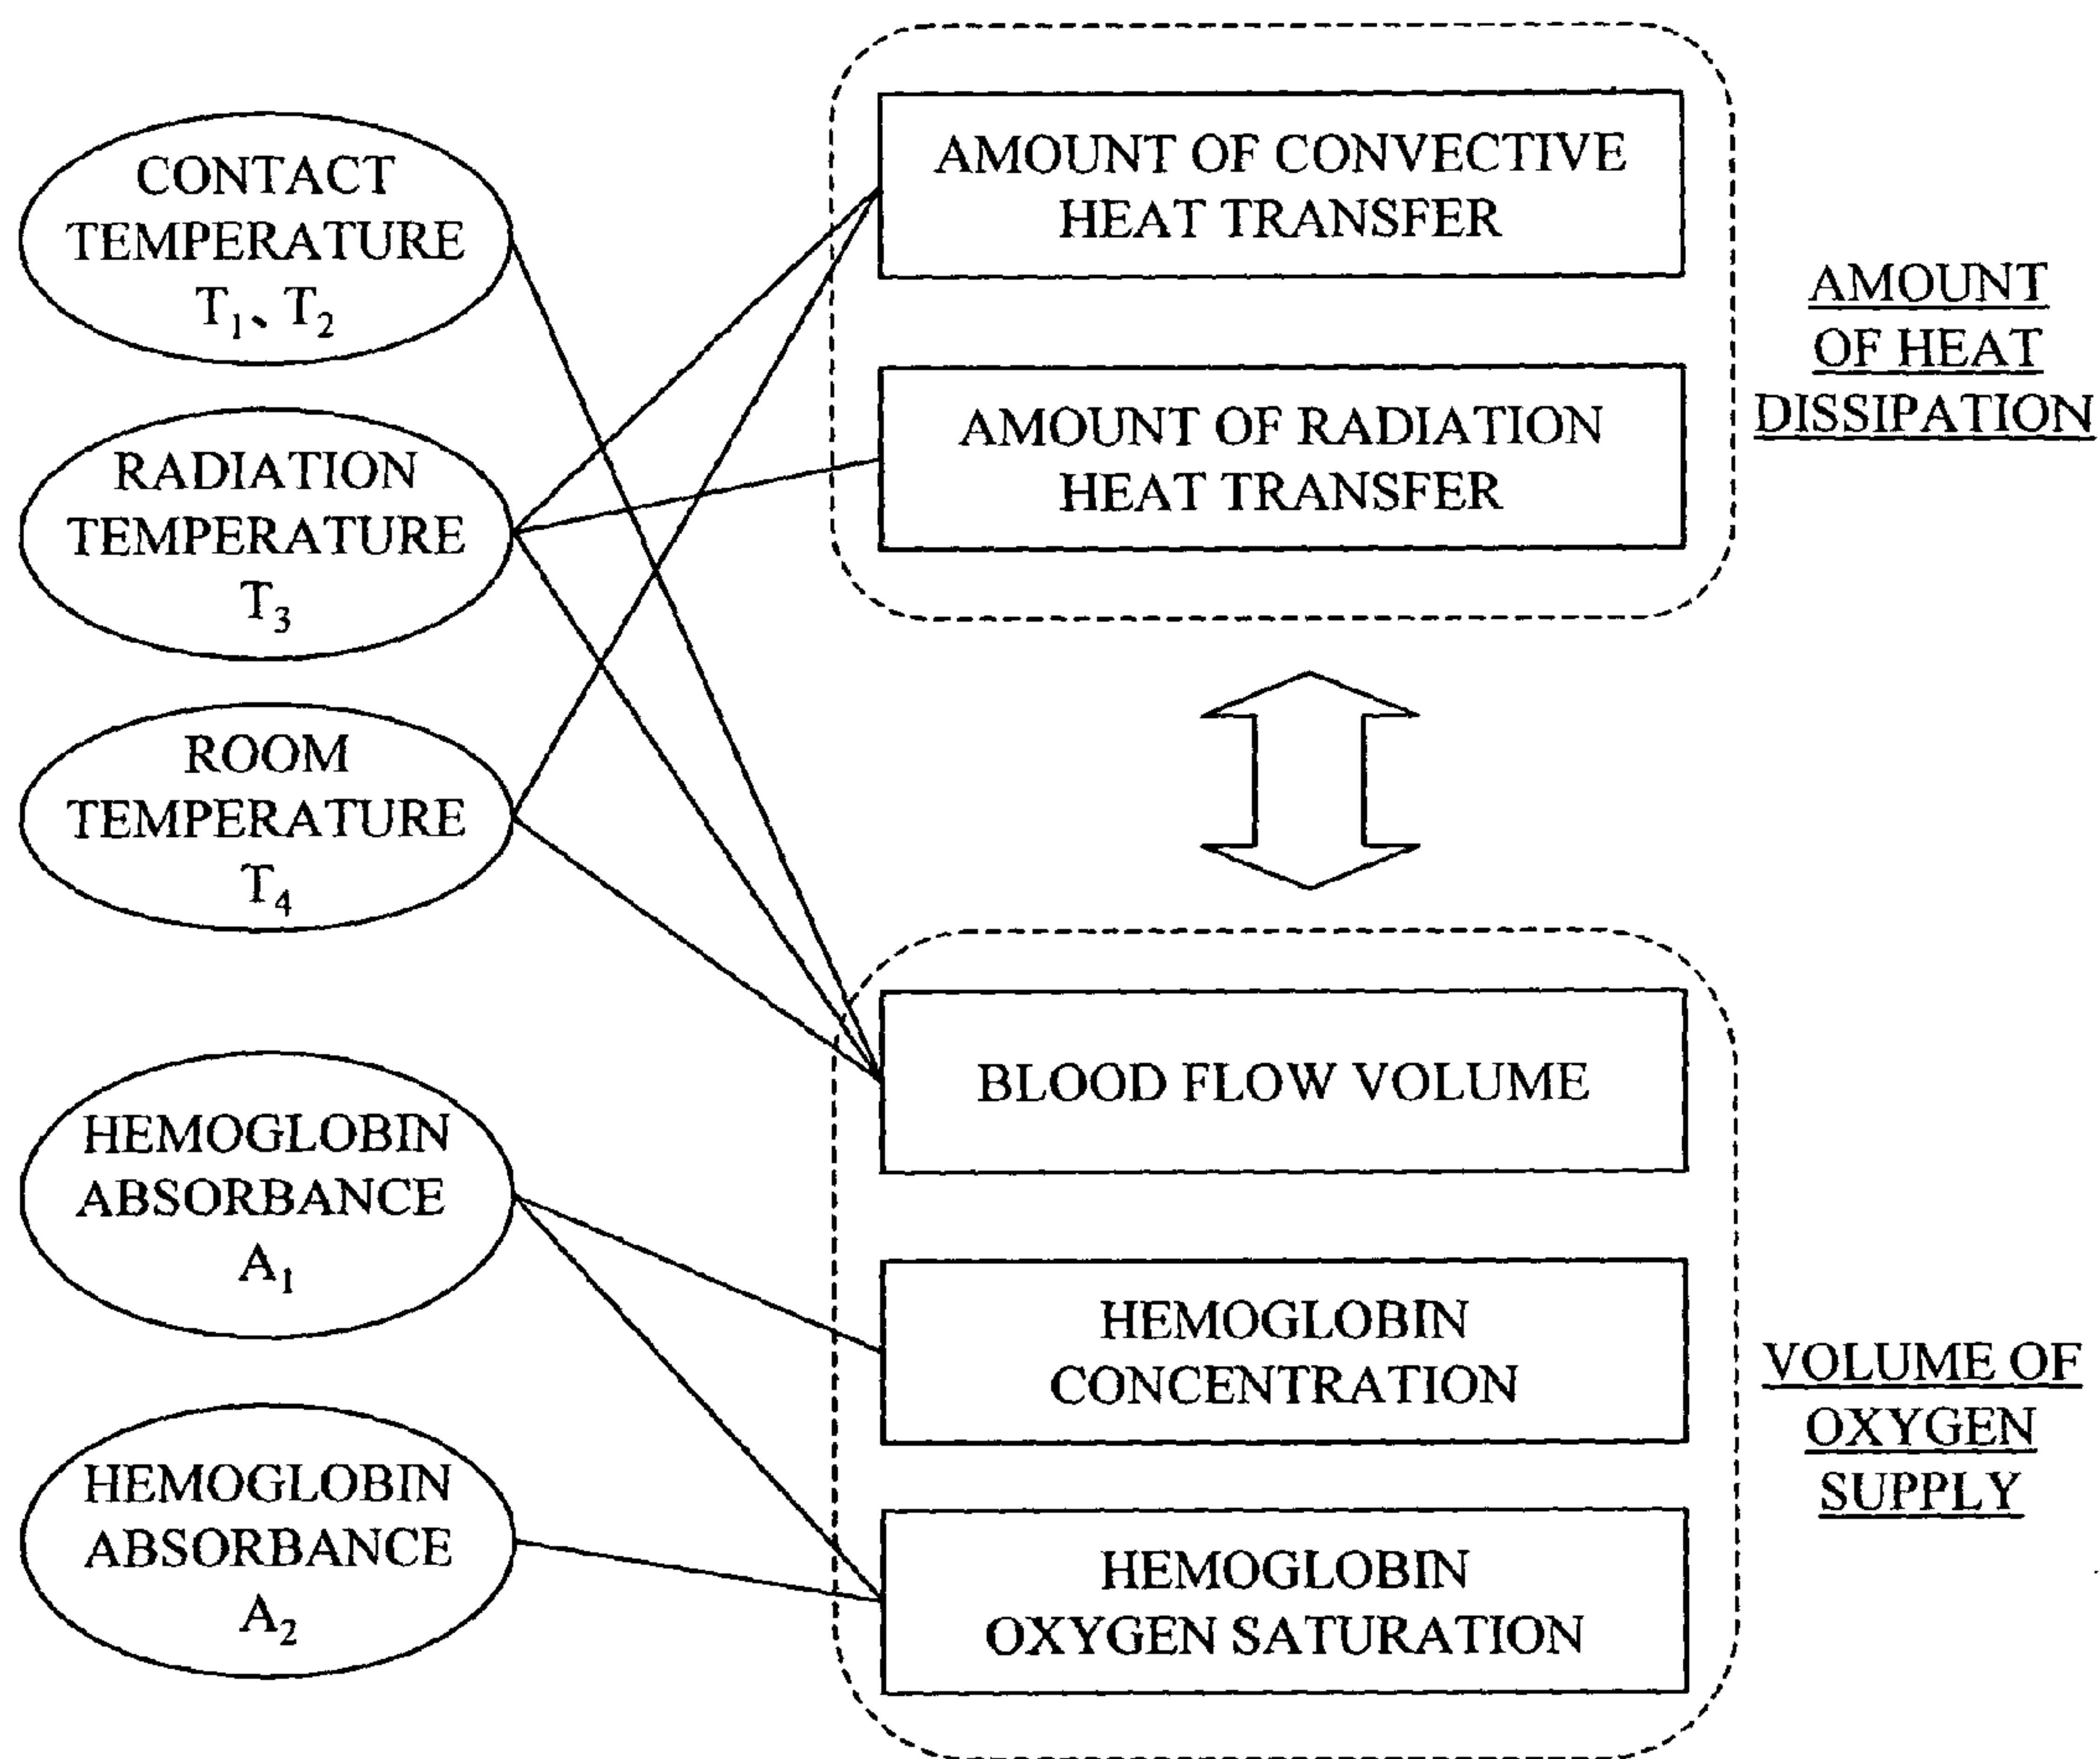 CONTACT
TEMPERATURE
T₁、T₂
RADIATION
TEMPERATURE
T₃
ROOM
TEMPERATURE
T₄
HEMOGLOBIN
ABSORBANCE
A₁
HEMOGLOBIN
ABSORBANCE
A₂
AMOUNT OF CONVECTIVE
HEAT TRANSFER
AMOUNT OF RADIATION
HEAT TRANSFER
AMOUNT
OF HEAT
DISSIPATION
BLOOD FLOW VOLUME
HEMOGLOBIN
CONCENTRATION
HEMOGLOBIN
OXYGEN SATURATION
VOLUME OF
OXYGEN
SUPPLY